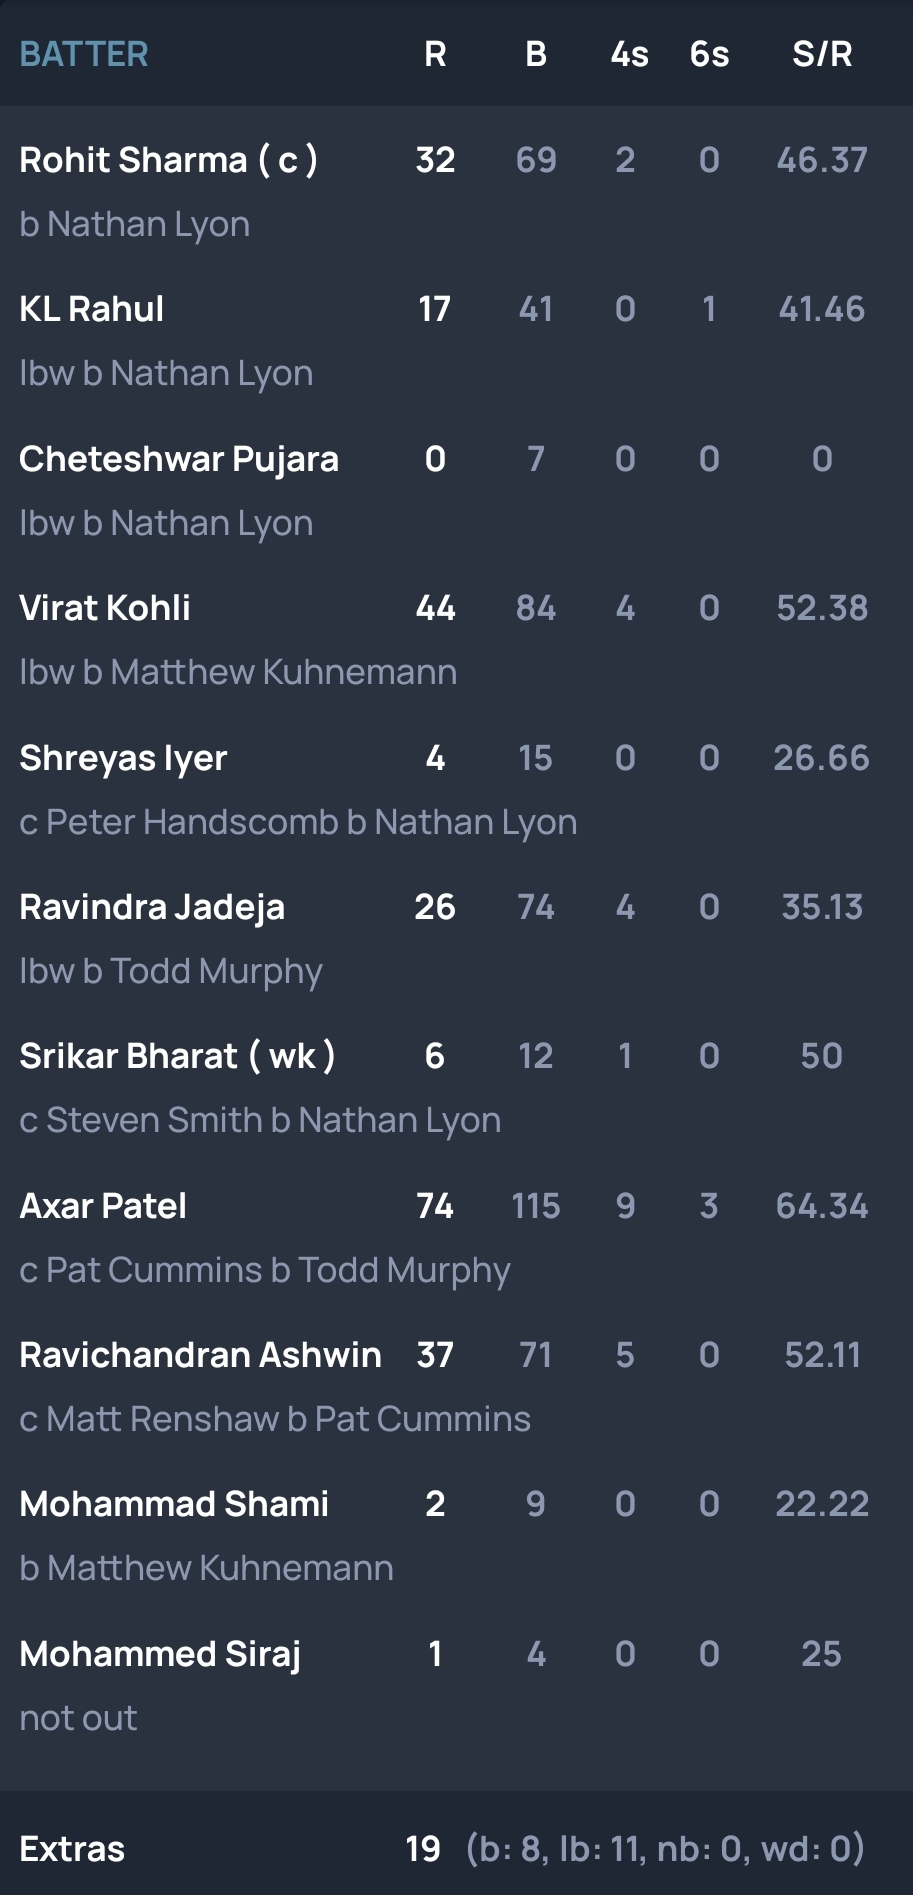 BATTER R B 4s 6s S/R
Rohit Sharma ( c ) 32 69 2 0 46.37
b Nathan Lyon
KL Rahul 17 41 0 1 41.46
lbw b Nathan Lyon
Cheteshwar Pujara 0 7 0 0 0
lbw b Nathan Lyon
Virat Kohli 44 84 4 0 52.38
lbw b Matthew Kuhnemann
Shreyas Iyer 4 15 0 0 26.66
c Peter Handscomb b Nathan Lyon
Ravindra Jadeja 26 74 4 0 35.13
lbw b Todd Murphy
Srikar Bharat ( wk ) 6 12 1 0 50
c Steven Smith b Nathan Lyon
Axar Patel 74 115 9 3 64.34
c Pat Cummins b Todd Murphy
Ravichandran Ashwin 37 71 5 0 52.11
c Matt Renshaw b Pat Cummins
Mohammad Shami 2 9 0 0 22.22
b Matthew Kuhnemann
Mohammed Siraj 1 4 0 0 25
not out
Extras 19 (b: 8, lb: 11, nb: 0, wd: 0)